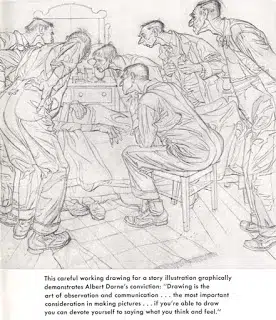 This careful working drawing for a story illustration graphically
demonstrates Albert Dorne's conviction: "Drawing is the
art of observation and communication . . . the most important
consideration in making pictures . . . if you're able to draw
you can devote yourself to saying what you think and feel."